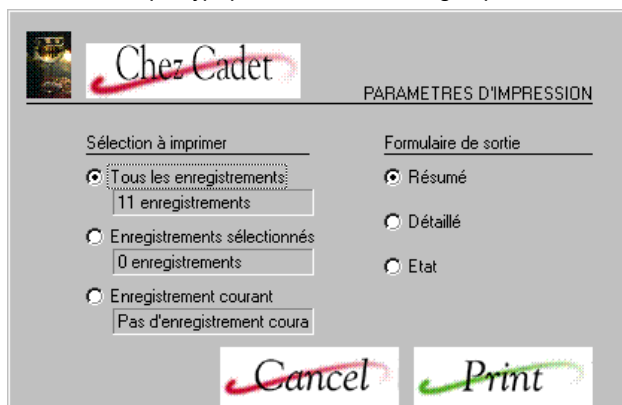 Chez Cadet
PARAMETRES D'IMPRESSION
Sélection à imprimer
Formulaire de sortie
Tous les enregistrements
11 enregistrements
Enregistrements sélectionnés
0 enregistrements
Enregistrement courant
Pas d'enregistrement coura
Résumé
Détaillé
Etat
Cancel
Print